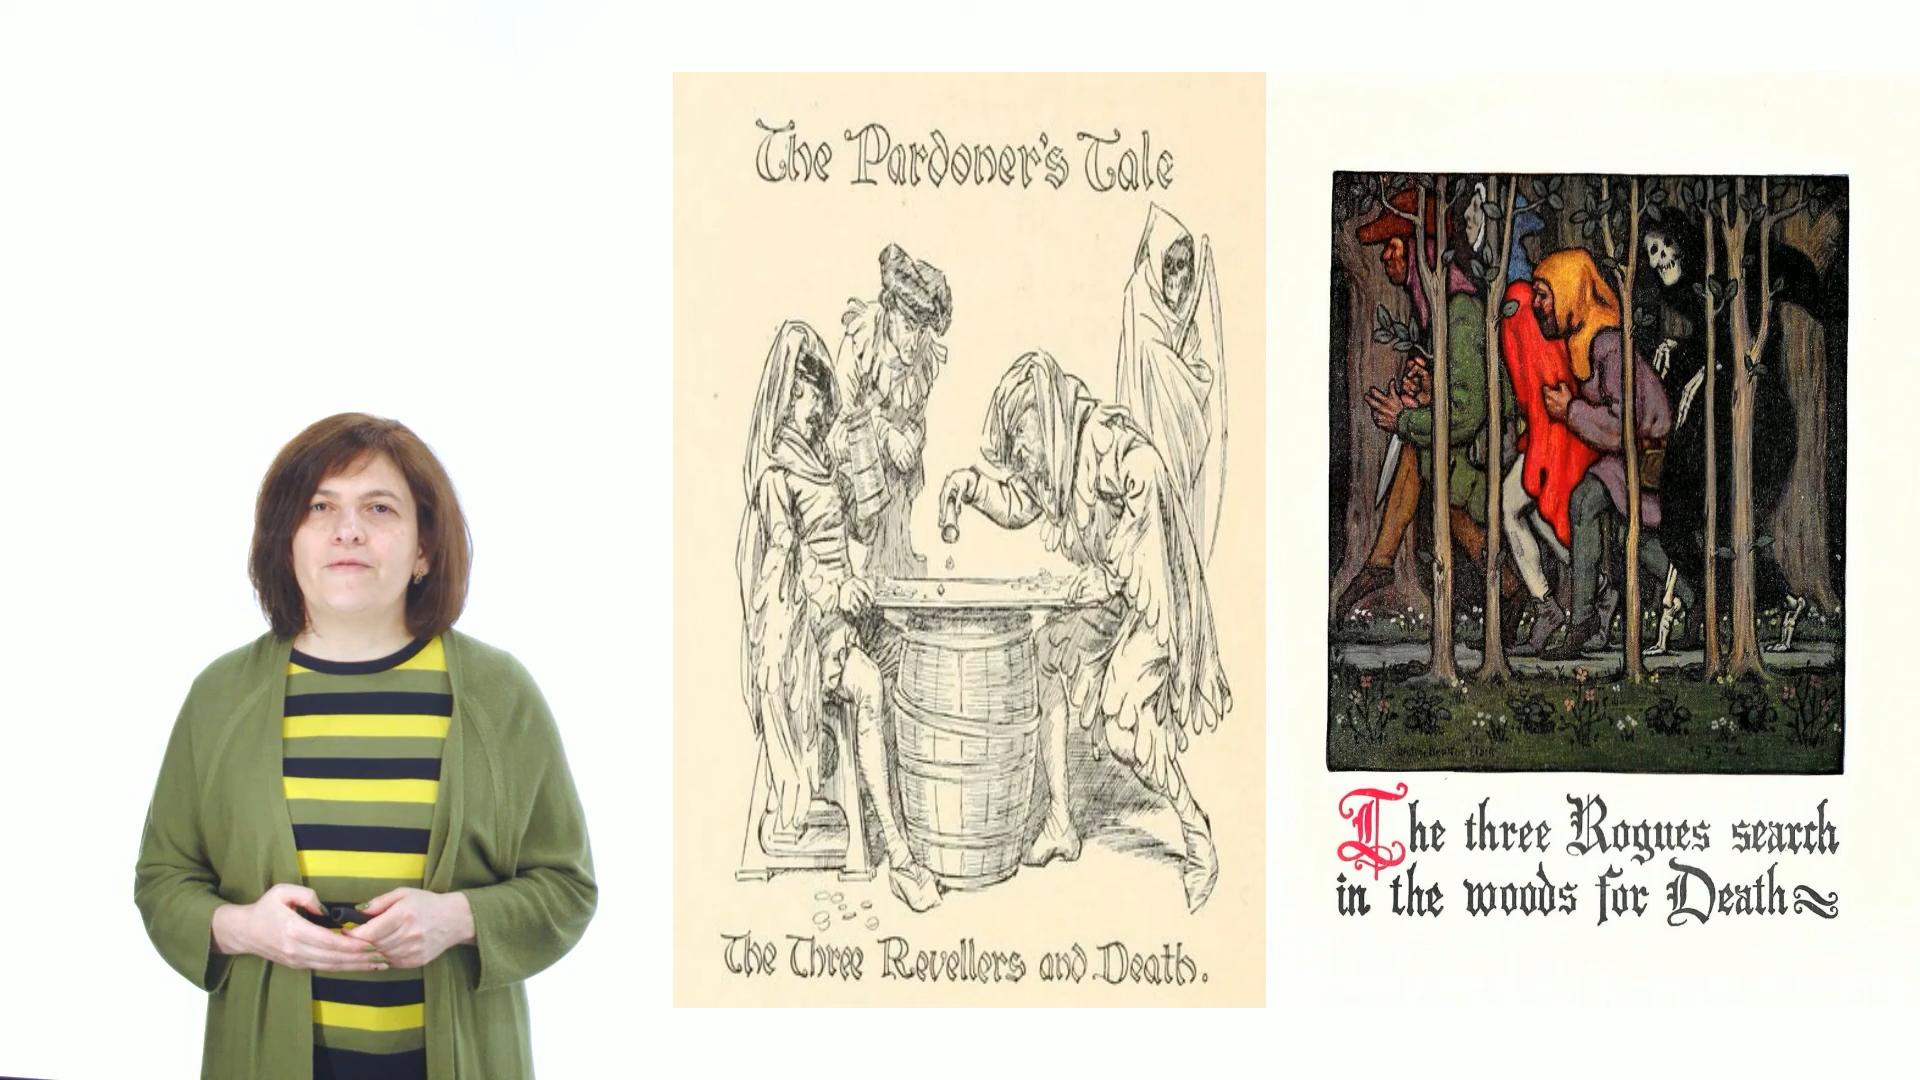 The Pardoner's Tale
The Three Revellers and Death.
The three Rogues search
in the woods for Death~